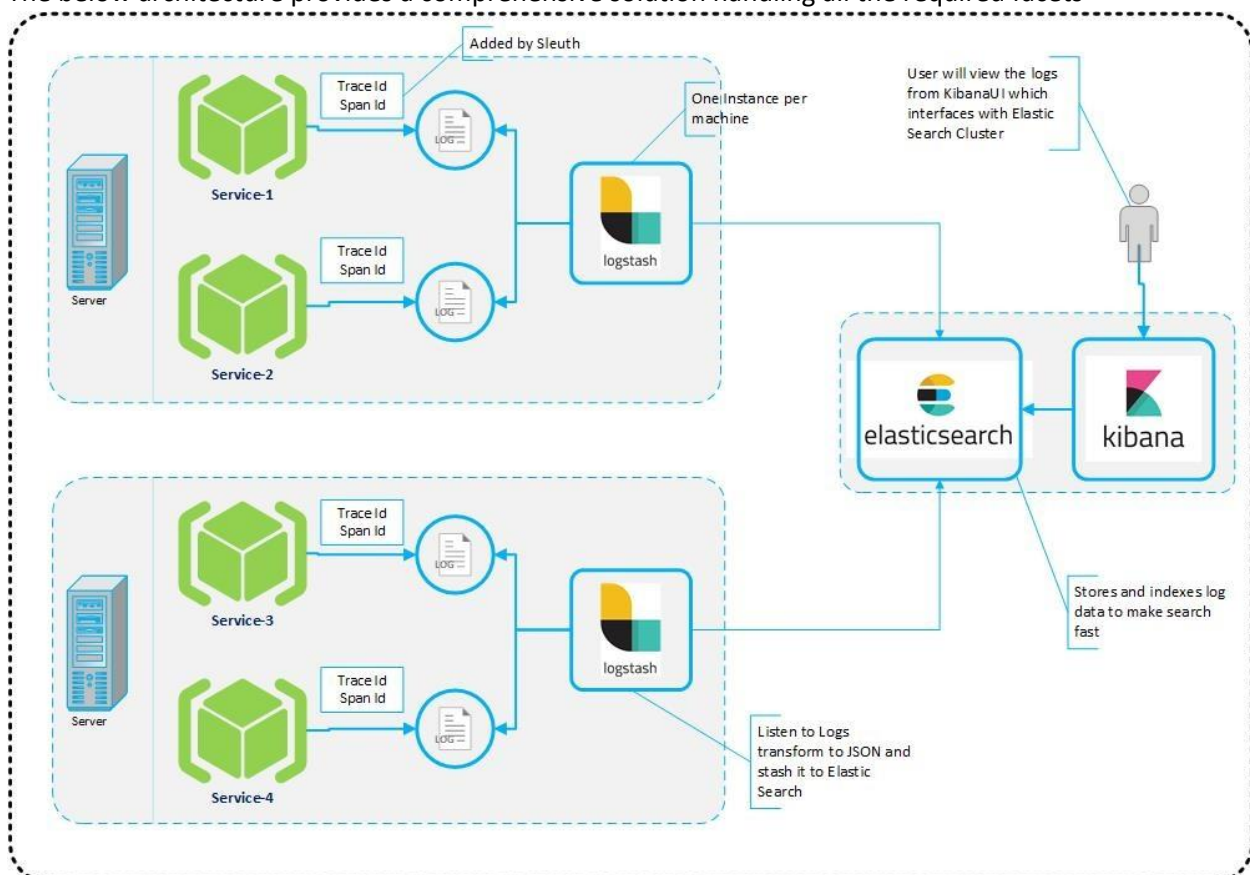 The below architecture provides a comprehensive solution handling all the required facets
Added by Sleuth
Trace Id
Span Id
LOG
Service-1
One Instance per
machine
User will view the logs
from KibanaUI which
interfaces with Elastic
Search Cluster
logstash
Trace Id
Span Id
LOG
Server
Service-2
elasticsearch
kibana
Trace Id
Span Id
LOG
Service-3
Stores and indexes log
data to make search
fast
logstash
Trace Id
Span Id
LOG
Server
Service-4
Listen to Logs
transform to JSON and
stash it to Elastic
Search